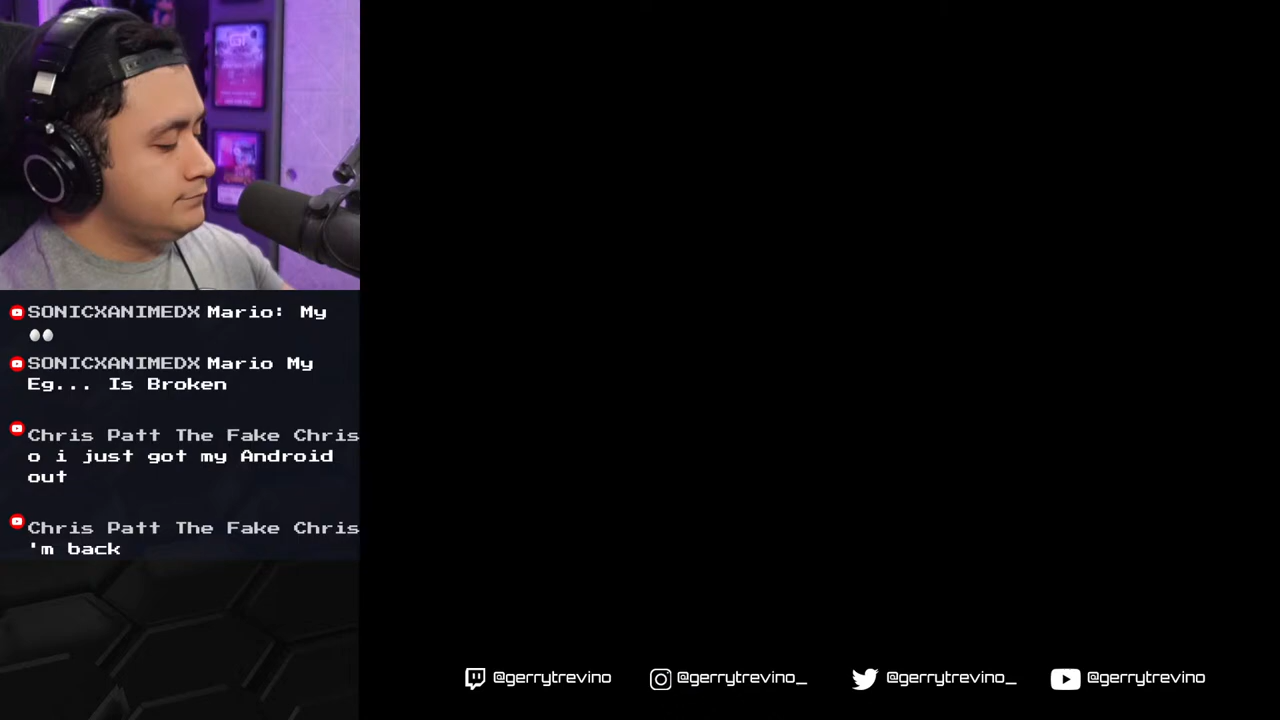 SONICXANIMEDX Mario: My
SONICXANIMEDX Mario My
Eg... Is Broken
Chris Patt The Fake Chris
o i just got my Android
out
Chris Patt The Fake Chris
'm back
@gerrytrevino @gerrytrevino_ @gerrytrevino_ @gerrytrevino